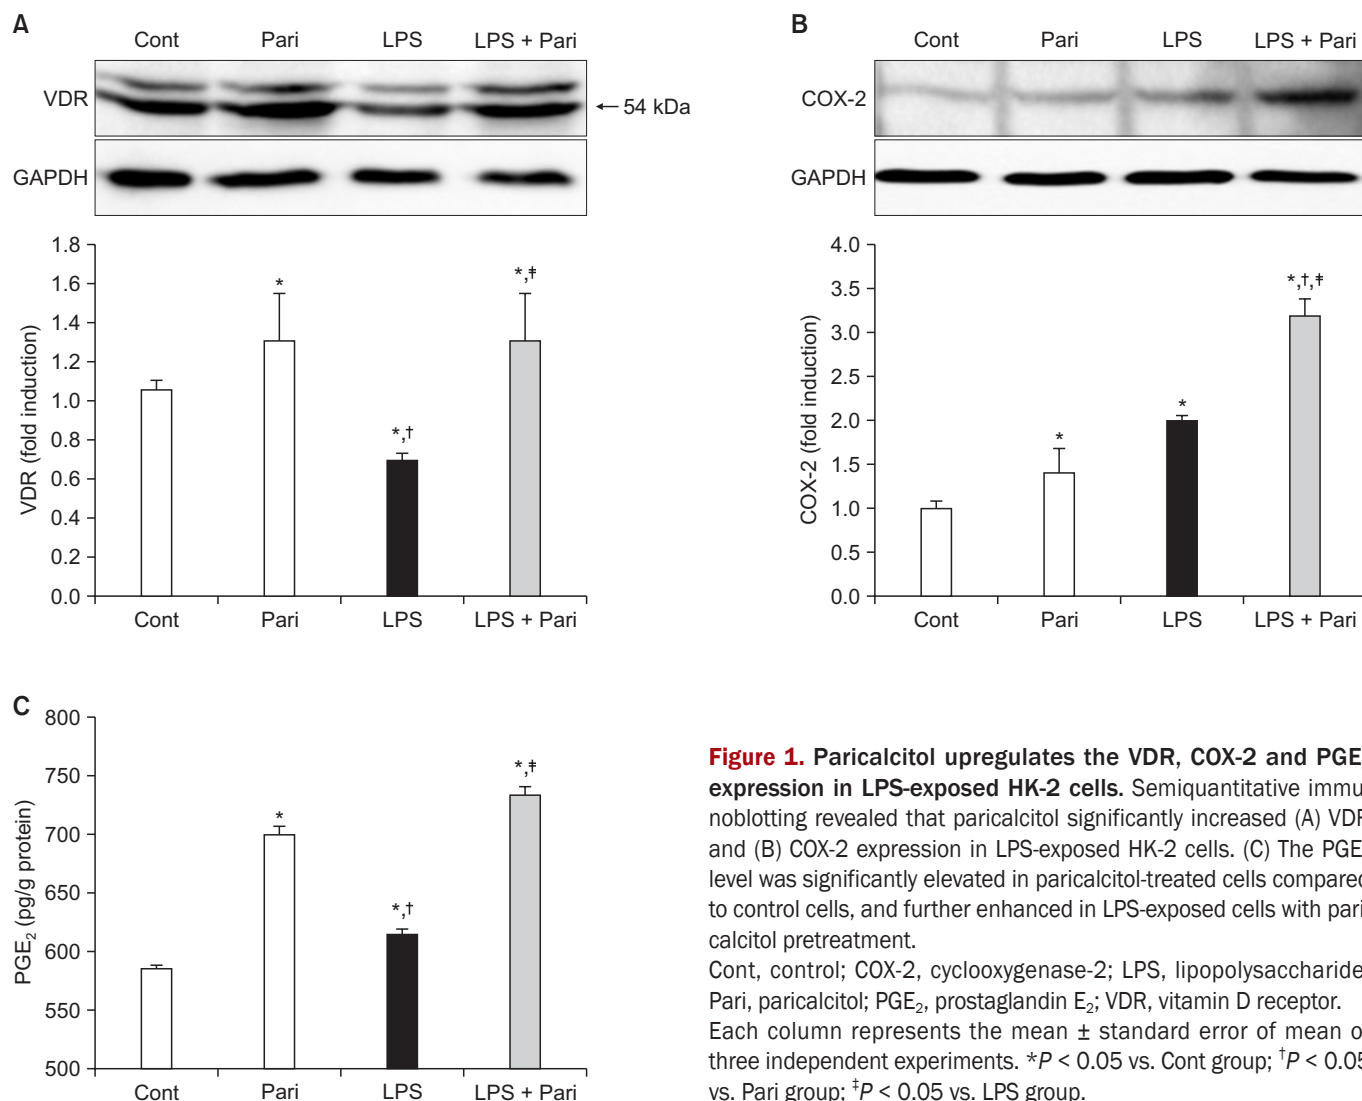 A
Cont Pari LPS LPS + Pari
VDR
← 54 kDa
GAPDH
1.8
1.6
1.4
1.2
1.0
0.8
0.6
0.4
0.2
0.0
VDR (fold induction)
*
*,†
*,‡
Cont Pari LPS LPS + Pari
B
Cont Pari LPS LPS + Pari
COX-2
GAPDH
4.0
3.5
3.0
2.5
2.0
1.5
1.0
0.5
0.0
COX-2 (fold induction)
*
*
*,†,‡
Cont Pari LPS LPS + Pari
C
800
750
700
650
600
550
500
PGE₂ (pg/g protein)
*
*,†
*,‡
Cont Pari LPS LPS + Pari
Figure 1. Paricalcitol upregulates the VDR, COX-2 and PGE
expression in LPS-exposed HK-2 cells. Semiquantitative immu
noblotting revealed that paricalcitol significantly increased (A) VDR
and (B) COX-2 expression in LPS-exposed HK-2 cells. (C) The PGE
level was significantly elevated in paricalcitol-treated cells compared
to control cells, and further enhanced in LPS-exposed cells with pari
calcitol pretreatment.
Cont, control; COX-2, cyclooxygenase-2; LPS, lipopolysaccharide
Pari, paricalcitol; PGE₂, prostaglandin E₂; VDR, vitamin D receptor.
Each column represents the mean ± standard error of mean o
three independent experiments. *P < 0.05 vs. Cont group; †P < 0.05
vs. Pari group; ‡P < 0.05 vs. LPS group.